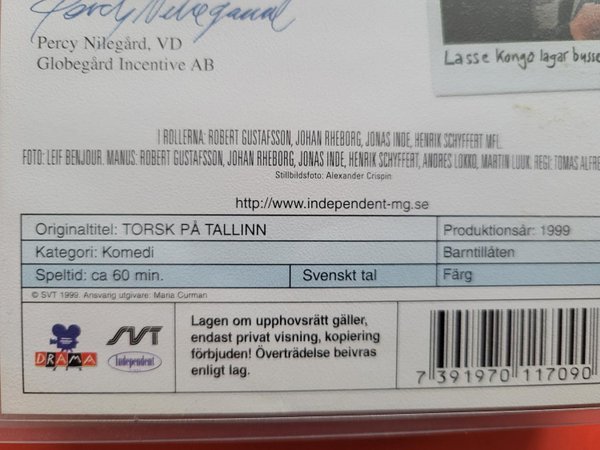 Percy Nilegård
Percy Nilegård, VD
Globegård Incentive AB
Lasse Kongo lagar busse
I ROLLERNA: ROBERT GUSTAFSSON, JOHAN RHEBORG, JONAS INDE, HENRIK SCHYFFERT MFL.
FOTO: LEIF BENJOUR. MANUS: ROBERT GUSTAFSSON, JOHAN RHEBORG, JONAS INDE, HENRIK SCHYFFERT, ANDRES LOKKO, MARTIN LUUK. REGI: TOMAS ALFRE
Stillbildsfoto: Alexander Crispin
http://www.independent-mg.se
Originaltitel: TORSK PÅ TALLINN
Produktionsår: 1999
Kategori: Komedi
Barntillåten
Speltid: ca 60 min.
Svenskt tal
Färg
© SVT 1999. Ansvarig utgivare: Maria Curman
DRAMA
SVT
Independent
Lagen om upphovsrätt gäller,
endast privat visning, kopiering
förbjuden! Överträdelse beivras
enligt lag.
7 391970 117090